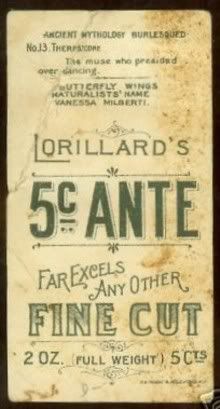 ANCIENT MYTHOLOGY BURLESQUED
No.13. THERPSICORE
The muse who presided
over dancing.
BUTTERFLY WINGS
NATURALISTS' NAME
VANESSA MILBERTI.
LORILLARD'S
5c ANTE
FAR EXCELS
ANY OTHER
FINE CUT
2 OZ. (FULL WEIGHT) 5 CTS